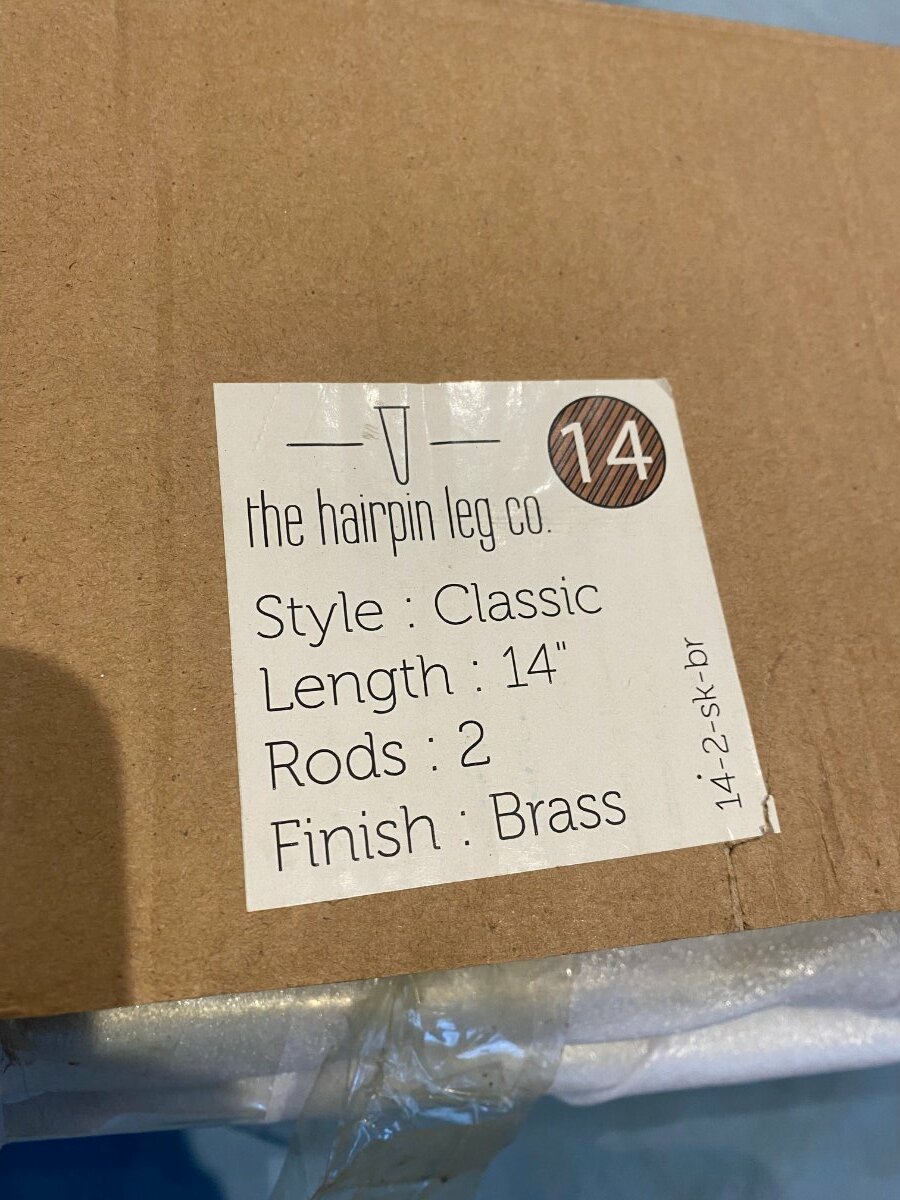 14
the hairpin leg co.
Style : Classic
Length : 14"
Rods : 2
Finish : Brass
14-2-sk-br